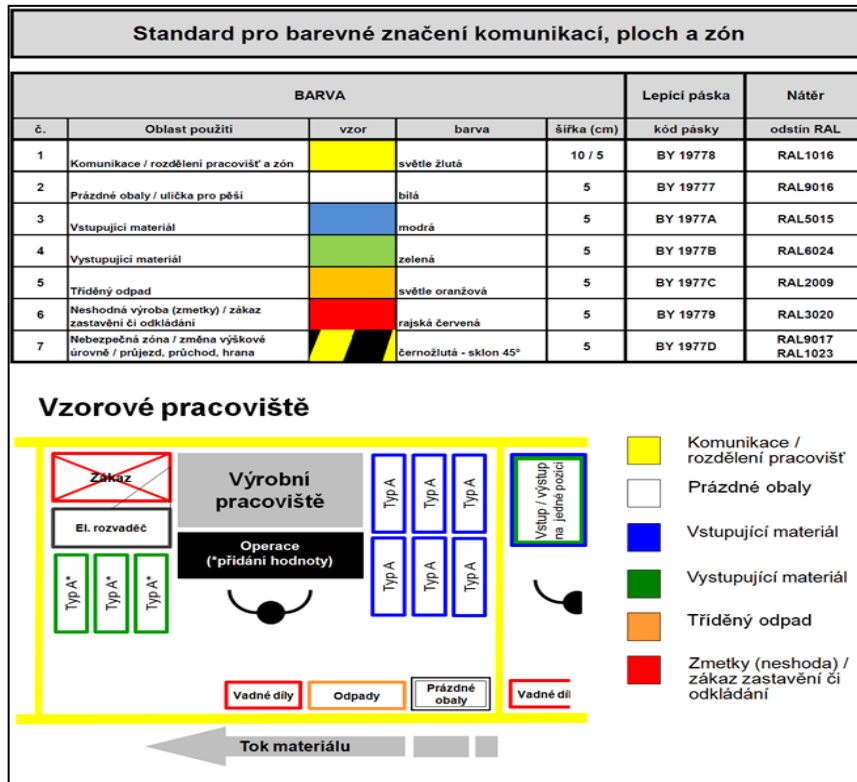 Standard pro barevné značení komunikací, ploch a zón
BARVA
Lepící páska
Nátěr
č.
Oblast použití
vzor
barva
šířka (cm)
kód pásky
odstín RAL
1
Komunikace / rozdělení pracovišť a zón
světle žlutá
10 / 5
BY 19778
RAL1016
2
Prázdné obaly / ulička pro pěší
bílá
5
BY 19777
RAL9016
3
Vstupující materiál
modrá
5
BY 1977A
RAL5015
4
Vystupující materiál
zelená
5
BY 1977B
RAL6024
5
Tříděný odpad
světle oranžová
5
BY 1977C
RAL2009
6
Neshodná výroba (zmetky) / zákaz
zastavění či odkládání
rajská červená
5
BY 19779
RAL3020
7
Nebezpečná zóna / změna výškové
úrovně / průjezd, průchod, hrana
černožlutá - sklon 45°
5
BY 1977D
RAL9017
RAL1023
Vzorové pracoviště
Zákaz
El. rozvaděč
Typ A*
Typ A*
Typ A*
Výrobní
pracoviště
Operace
(*přidání hodnoty)
Typ A
Typ A
Typ A
Typ A
Typ A
Typ A
Vstup / výstup
na jedné pozici
Vadné díly
Odpady
Prázdné
obaly
Vadné díl
Tok materiálu
Komunikace /
rozdělení pracovišť
Prázdné obaly
Vstupující materiál
Vystupující materiál
Tříděný odpad
Zmetky (neshoda) /
zákaz zastavění či
odkládání